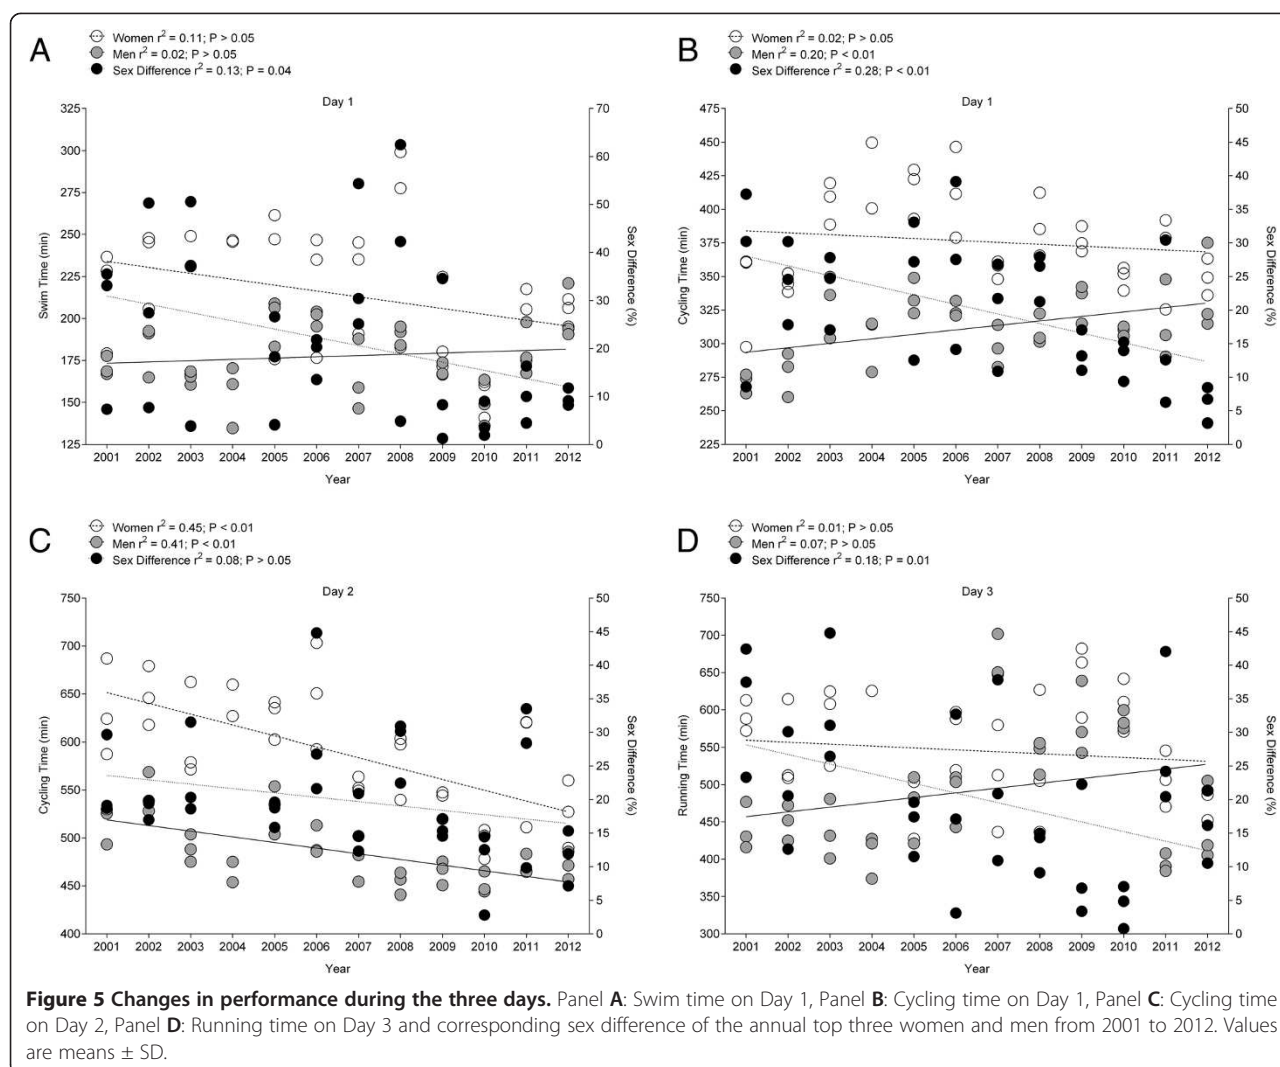 A
Women r2 = 0.11; P > 0.05
Men r2 = 0.02; P > 0.05
Sex Difference r2 = 0.13; P = 0.04
Day 1
Swim Time (min)
325
300
275
250
225
200
175
150
125
70
60
50
40
30
20
10
0
Sex Difference (%)
2001 2002 2003 2004 2005 2006 2007 2008 2009 2010 2011 2012
Year
B
Women r2 = 0.02; P > 0.05
Men r2 = 0.20; P < 0.01
Sex Difference r2 = 0.28; P < 0.01
Day 1
Cycling Time (min)
475
450
425
400
375
350
325
300
275
250
225
50
45
40
35
30
25
20
15
10
5
0
Sex Difference (%)
2001 2002 2003 2004 2005 2006 2007 2008 2009 2010 2011 2012
Year
C
Women r2 = 0.45; P < 0.01
Men r2 = 0.41; P < 0.01
Sex Difference r2 = 0.08; P > 0.05
Day 2
Cycling Time (min)
750
700
650
600
550
500
450
400
50
45
40
35
30
25
20
15
10
5
0
Sex Difference (%)
2001 2002 2003 2004 2005 2006 2007 2008 2009 2010 2011 2012
Year
D
Women r2 = 0.01; P > 0.05
Men r2 = 0.07; P > 0.05
Sex Difference r2 = 0.18; P = 0.01
Day 3
Running Time (min)
750
700
650
600
550
500
450
400
350
300
50
45
40
35
30
25
20
15
10
5
0
Sex Difference (%)
2001 2002 2003 2004 2005 2006 2007 2008 2009 2010 2011 2012
Year
Figure 5 Changes in performance during the three days. Panel A: Swim time on Day 1, Panel B: Cycling time on Day 1, Panel C: Cycling time
on Day 2, Panel D: Running time on Day 3 and corresponding sex difference of the annual top three women and men from 2001 to 2012. Values
are means ± SD.